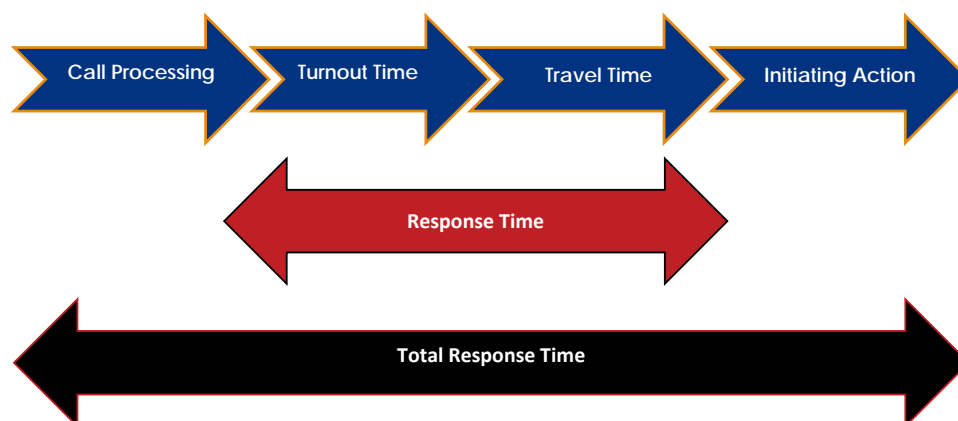 Call Processing
Turnout Time
Travel Time
Initiating Action
Response Time
Total Response Time